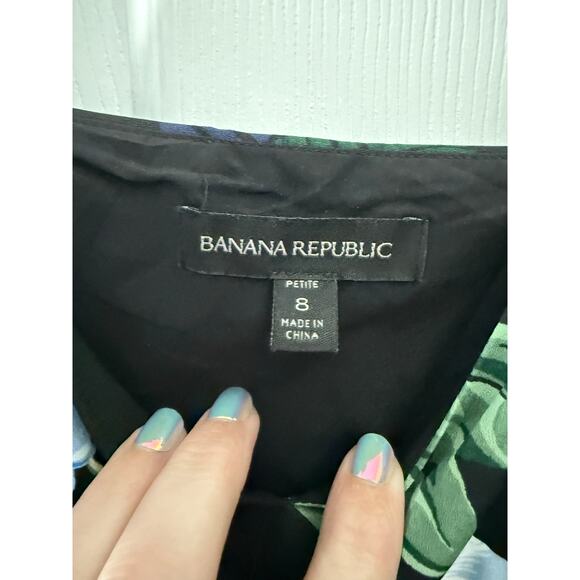 BANANA REPUBLIC
PETITE
8
MADE IN
CHINA